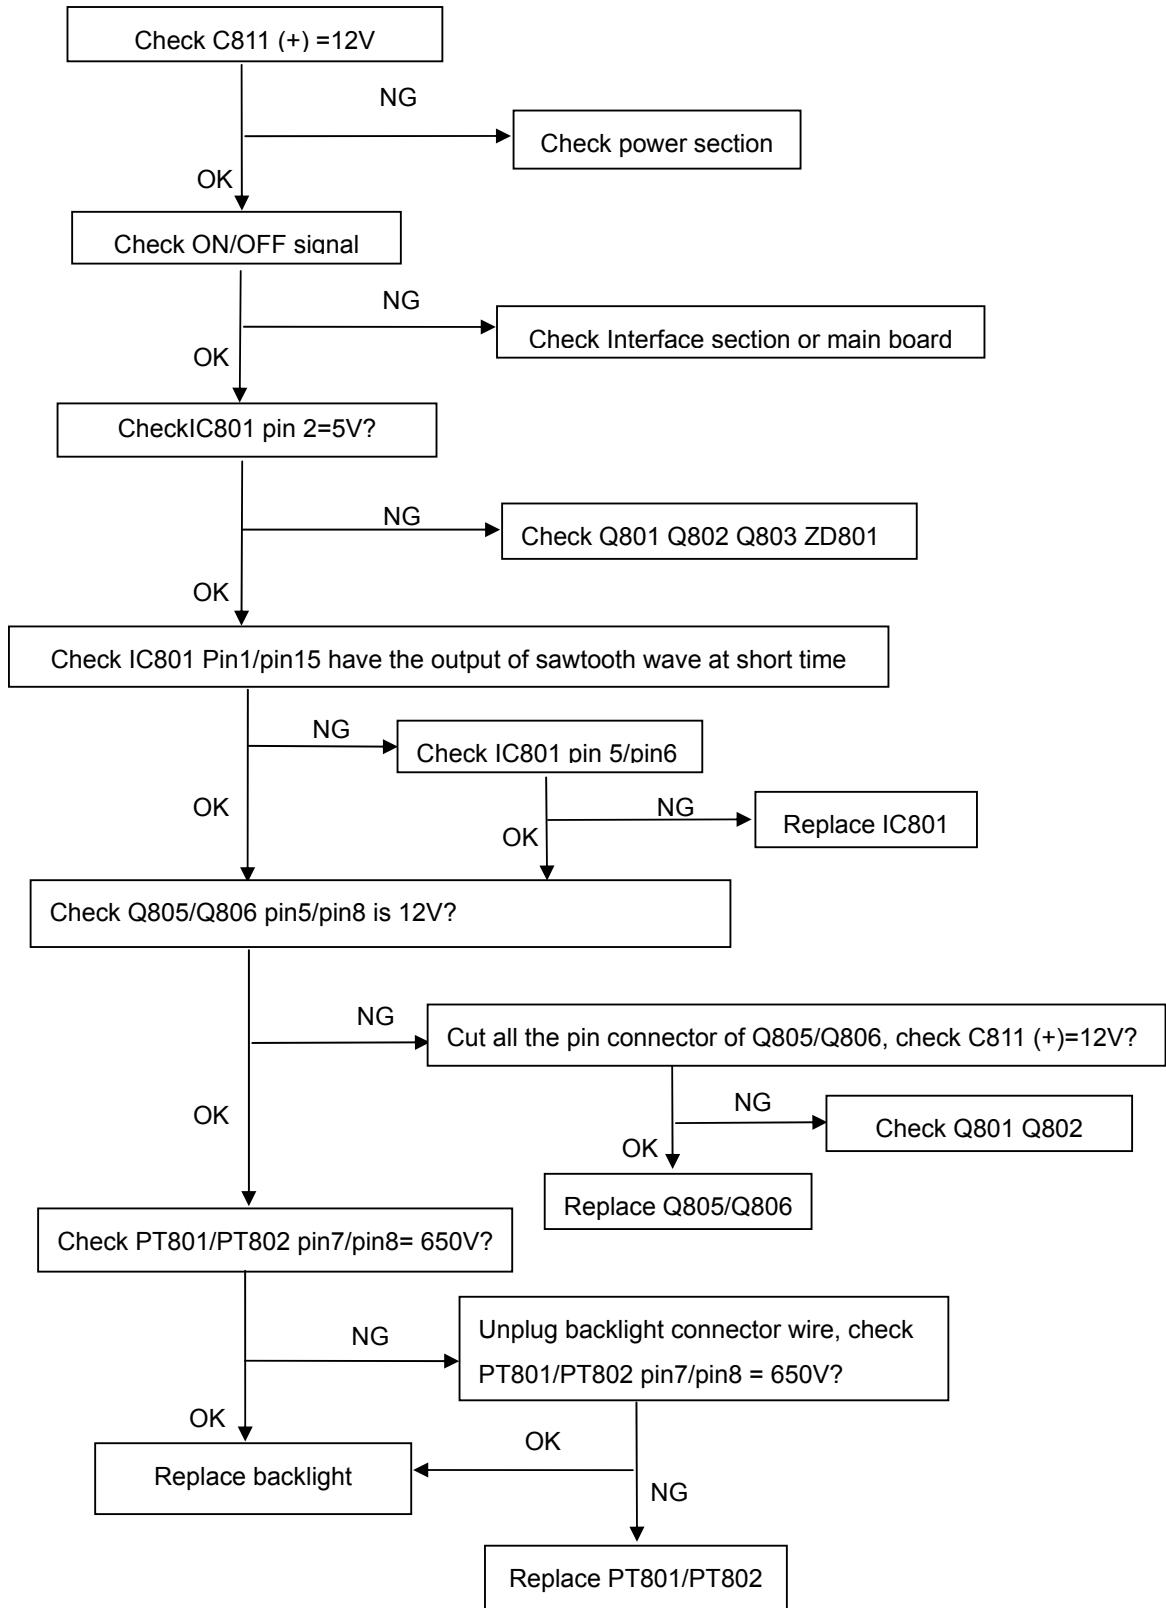 Check C811 (+) =12V
NG
Check power section
OK
Check ON/OFF signal
NG
Check Interface section or main board
OK
CheckIC801 pin 2=5V?
NG
Check Q801 Q802 Q803 ZD801
OK
Check IC801 Pin1/pin15 have the output of sawtooth wave at short time
NG
Check IC801 pin 5/pin6
OK
NG
Replace IC801
OK
Check Q805/Q806 pin5/pin8 is 12V?
NG
Cut all the pin connector of Q805/Q806, check C811 (+)=12V?
OK
NG
Check Q801 Q802
OK
Replace Q805/Q806
Check PT801/PT802 pin7/pin8= 650V?
NG
Unplug backlight connector wire, check
PT801/PT802 pin7/pin8 = 650V?
OK
OK
Replace backlight
NG
Replace PT801/PT802